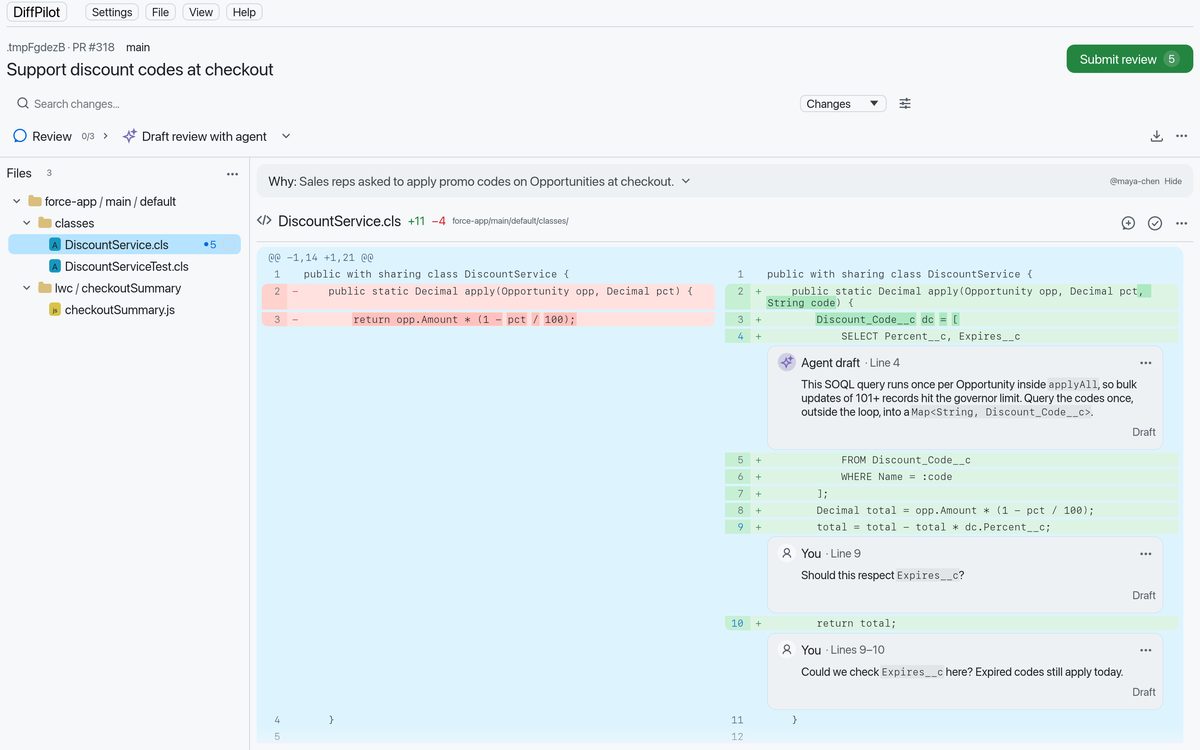 DiffPilot Settings File View Help
.tmpFgdezB · PR #318 main
Support discount codes at checkout
Submit review 5
Search changes...
Changes
Review 0/3 Draft review with agent
Files 3
force-app / main / default
classes
A DiscountService.cls 5
A DiscountServiceTest.cls
lwc / checkoutSummary
js checkoutSummary.js
Why: Sales reps asked to apply promo codes on Opportunities at checkout.
@maya-chen Hide
DiscountService.cls +11 −4 force-app/main/default/classes/
@@ −1,14 +1,21 @@
1 public with sharing class DiscountService {
2 − public static Decimal apply(Opportunity opp, Decimal pct) {
3 − return opp.Amount * (1 − pct / 100);
4 }
5
1 public with sharing class DiscountService {
2 + public static Decimal apply(Opportunity opp, Decimal pct,
String code) {
3 + Discount_Code__c dc = [
4 + SELECT Percent__c, Expires__c
Agent draft · Line 4
This SOQL query runs once per Opportunity inside applyAll, so bulk
updates of 101+ records hit the governor limit. Query the codes once,
outside the loop, into a Map<String, Discount_Code__c>.
Draft
5 + FROM Discount_Code__c
6 + WHERE Name = :code
7 + ];
8 + Decimal total = opp.Amount * (1 − pct / 100);
9 + total = total − total * dc.Percent__c;
You · Line 9
Should this respect Expires__c?
Draft
10 + return total;
You · Lines 9–10
Could we check Expires__c here? Expired codes still apply today.
Draft
11 }
12